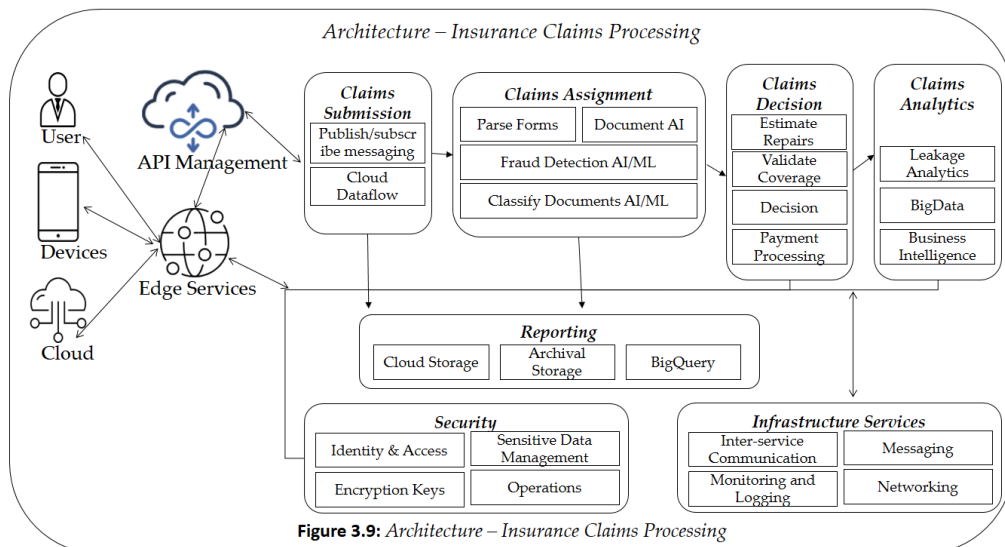 Architecture – Insurance Claims Processing
User
Devices
Cloud
API Management
Edge Services
Claims
Submission
Publish/subscr
ibe messaging
Cloud
Dataflow
Claims Assignment
Parse Forms
Document AI
Fraud Detection AI/ML
Classify Documents AI/ML
Claims
Decision
Estimate
Repairs
Validate
Coverage
Decision
Payment
Processing
Claims
Analytics
Leakage
Analytics
BigData
Business
Intelligence
Reporting
Cloud Storage
Archival
Storage
BigQuery
Security
Identity & Access
Sensitive Data
Management
Encryption Keys
Operations
Infrastructure Services
Inter-service
Communication
Messaging
Monitoring and
Logging
Networking
Figure 3.9: Architecture – Insurance Claims Processing